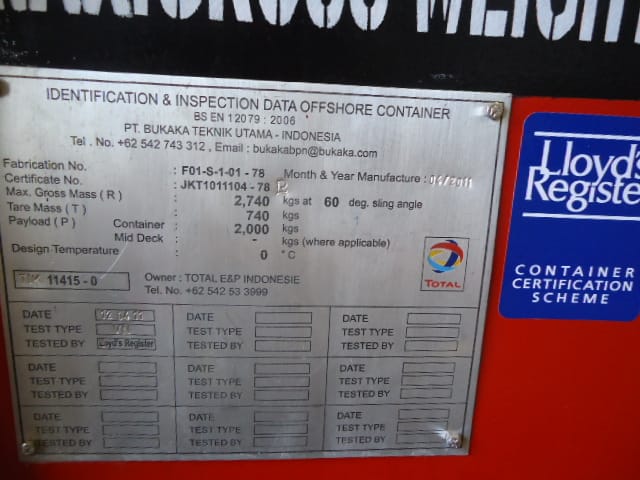 GROSS WEIGHT
IDENTIFICATION & INSPECTION DATA OFFSHORE CONTAINER
BS EN 12079 : 2006
PT. BUKAKA TEKNIK UTAMA - INDONESIA
Tel . No. +62 542 743 312 , Email : bukakabpn@bukaka.com
Fabrication No. : F01-S-1-01 - 78 Month & Year Manufacture : 04/2011
Certificate No. : JKT1011104 - 78
Max. Gross Mass ( R ) : 2,740 kgs at 60 deg. sling angle
Tare Mass ( T ) : 740 kgs
Payload ( P ) Container : 2,000 kgs
Mid Deck : - kgs (where applicable)
Design Temperature : 0 ° C
TOTAL
11415 - 0
Owner : TOTAL E&P INDONESIE
Tel. No. +62 542 53 3999
DATE DATE DATE
TEST TYPE TEST TYPE TEST TYPE
TESTED BY Lloyd's Register TESTED BY TESTED BY
DATE DATE DATE
TEST TYPE TEST TYPE TEST TYPE
TESTED BY TESTED BY TESTED BY
DATE DATE DATE
TEST TYPE TEST TYPE TEST TYPE
TESTED BY TESTED BY TESTED BY
Lloyd's
Register
CONTAINER
CERTIFICATION
SCHEME